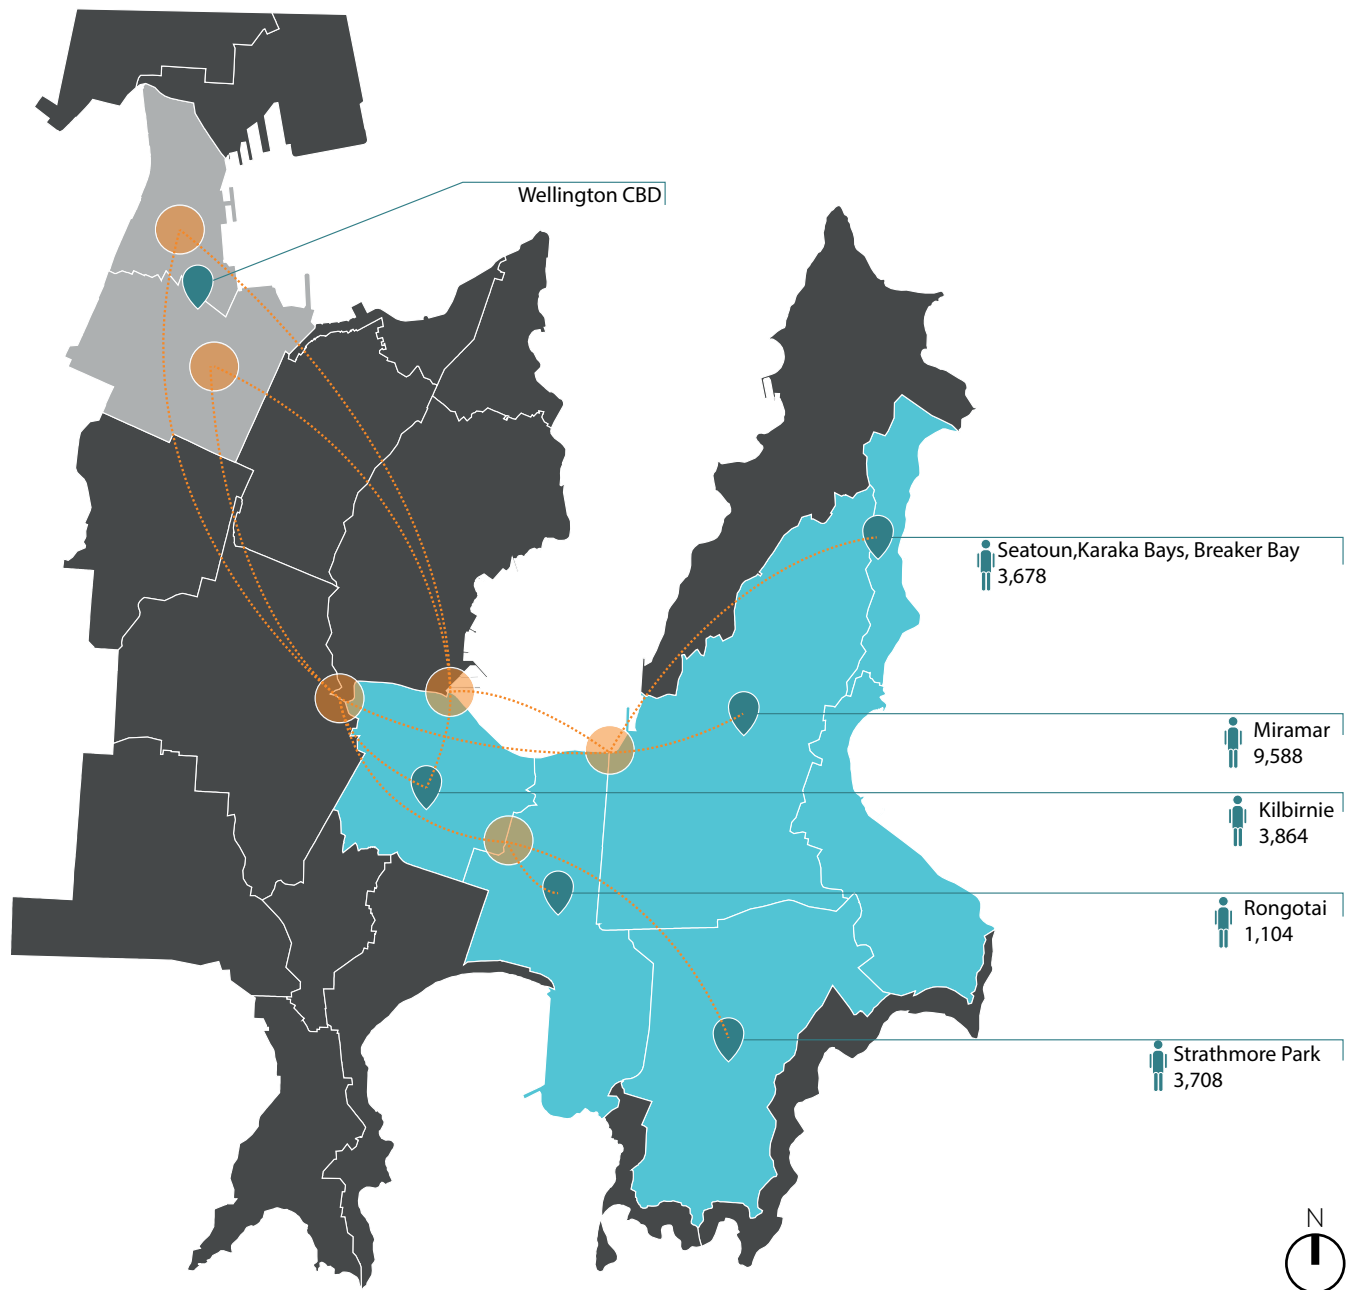 Wellington CBD
Seatoun,Karaka Bays, Breaker Bay
3,678
Miramar
9,588
Kilbirnie
3,864
Rongotai
1,104
Strathmore Park
3,708
N